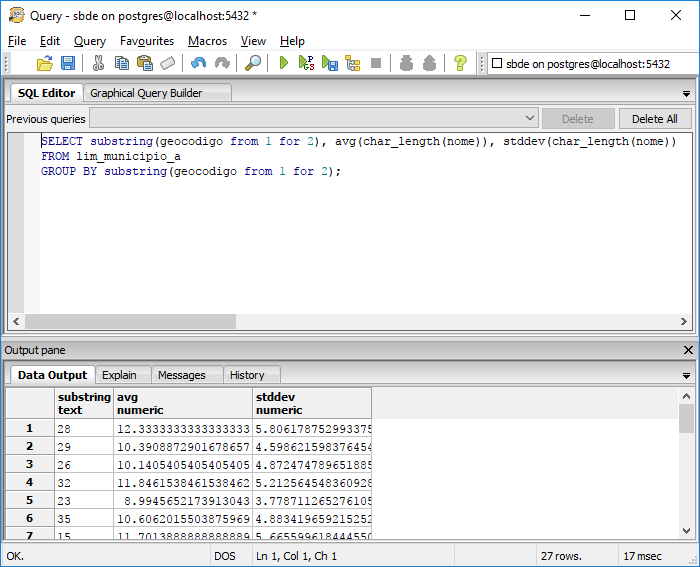 Query - sbde on postgres@localhost:5432 *
File Edit Query Favourites Macros View Help
sbde on postgres@localhost:5432
SQL Editor Graphical Query Builder
Previous queries Delete Delete All
SELECT substring(geocodigo from 1 for 2), avg(char_length(nome)), stddev(char_length(nome))
FROM lim_municipio_a
GROUP BY substring(geocodigo from 1 for 2);
Output pane
Data Output Explain Messages History
substring avg stddev
text numeric numeric
1 28 12.3333333333333333 5.806178752993375
2 29 10.3908872901678657 4.598621598376454
3 26 10.1405405405405405 4.872474789651885
4 32 11.8461538461538462 5.212564548360928
5 23 8.9945652173913043 3.778711265276105
6 35 10.6062015503875969 4.883419659215252
7 15 11.7013888888888889 5.665599618444550
OK. DOS Ln 1, Col 1, Ch 1 27 rows. 17 msec